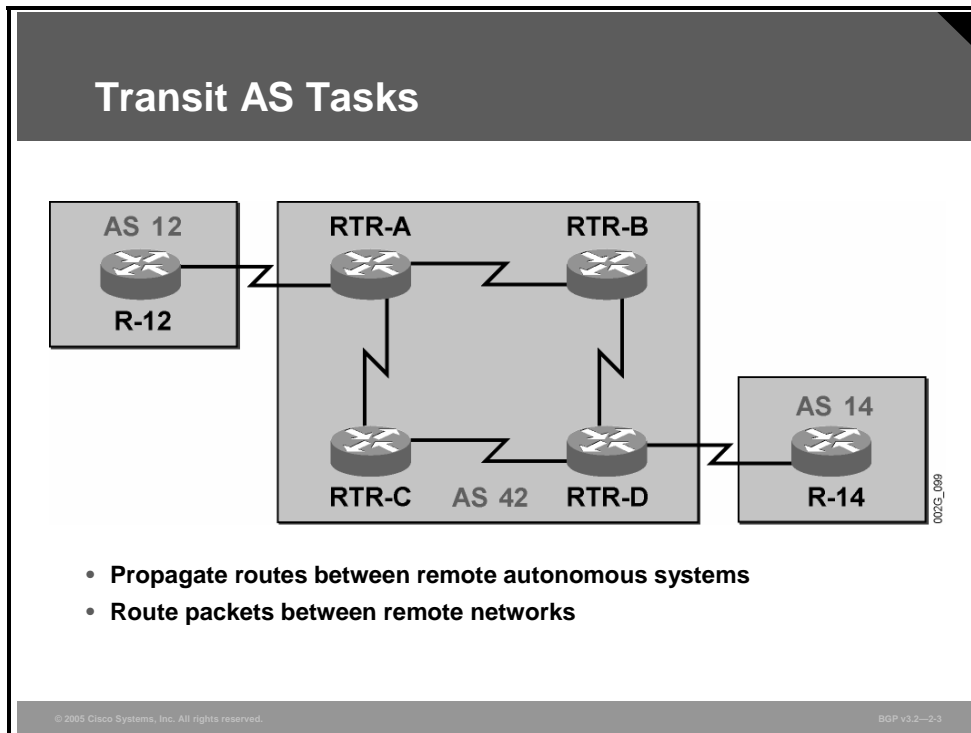 Transit AS Tasks
AS 12
R-12
RTR-A
RTR-B
RTR-C
AS 42
RTR-D
AS 14
R-14
002G_099
• Propagate routes between remote autonomous systems
• Route packets between remote networks
© 2005 Cisco Systems, Inc. All rights reserved.
BGP v3.2—2-3